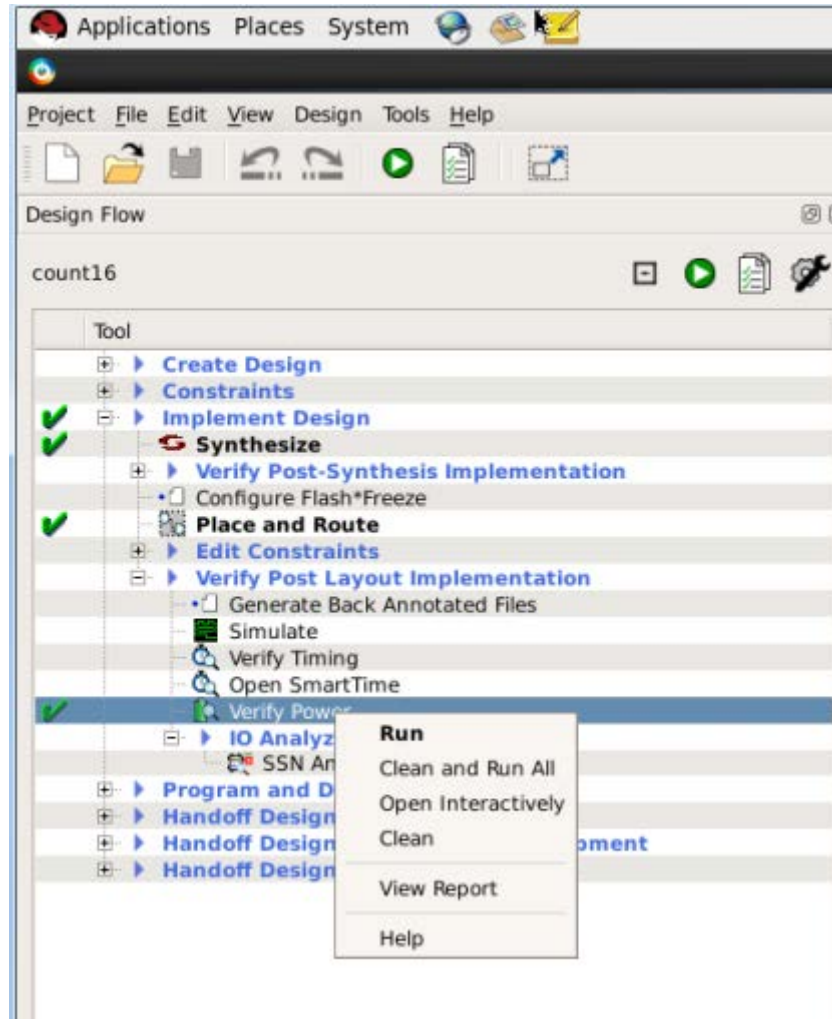 Applications Places System
Project File Edit View Design Tools Help
Design Flow
count16
Tool
Create Design
Constraints
Implement Design
Synthesize
Verify Post-Synthesis Implementation
Configure Flash*Freeze
Place and Route
Edit Constraints
Verify Post Layout Implementation
Generate Back Annotated Files
Simulate
Verify Timing
Open SmartTime
Verify Power
IO Analyz
SSN An
Program and D
Handoff Design
Handoff Design pment
Handoff Design
Run
Clean and Run All
Open Interactively
Clean
View Report
Help